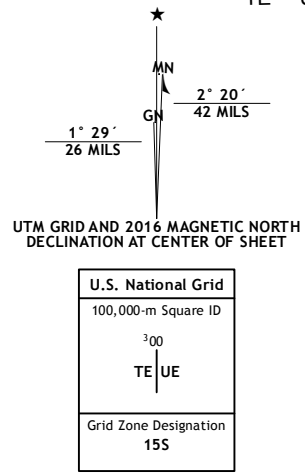 MN
GN
2° 20´
42 MILS
1° 29´
26 MILS
UTM GRID AND 2016 MAGNETIC NORTH
DECLINATION AT CENTER OF SHEET
U.S. National Grid
100,000-m Square ID
³00
TE UE
Grid Zone Designation
15S